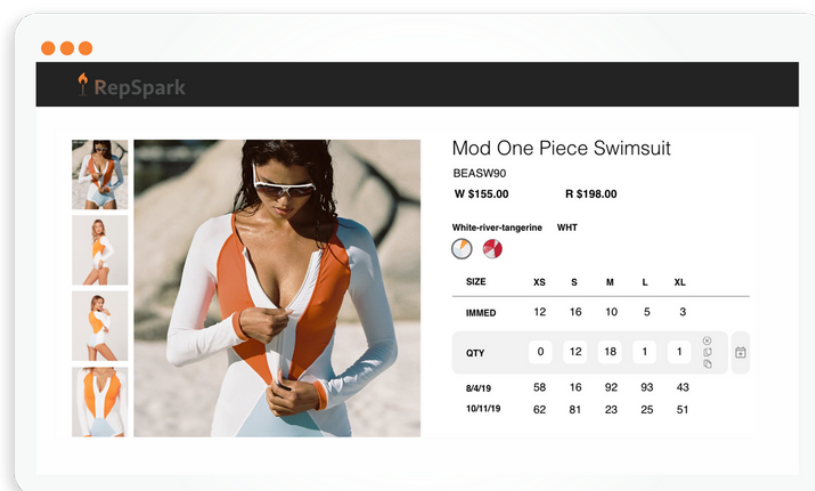 RepSpark
Mod One Piece Swimsuit
BEASW90
W $155.00 R $198.00
White-river-tangerine WHT
SIZE XS S M L XL
IMMED 12 16 10 5 3
QTY 0 12 18 1 1
8/4/19 58 16 92 93 43
10/11/19 62 81 23 25 51